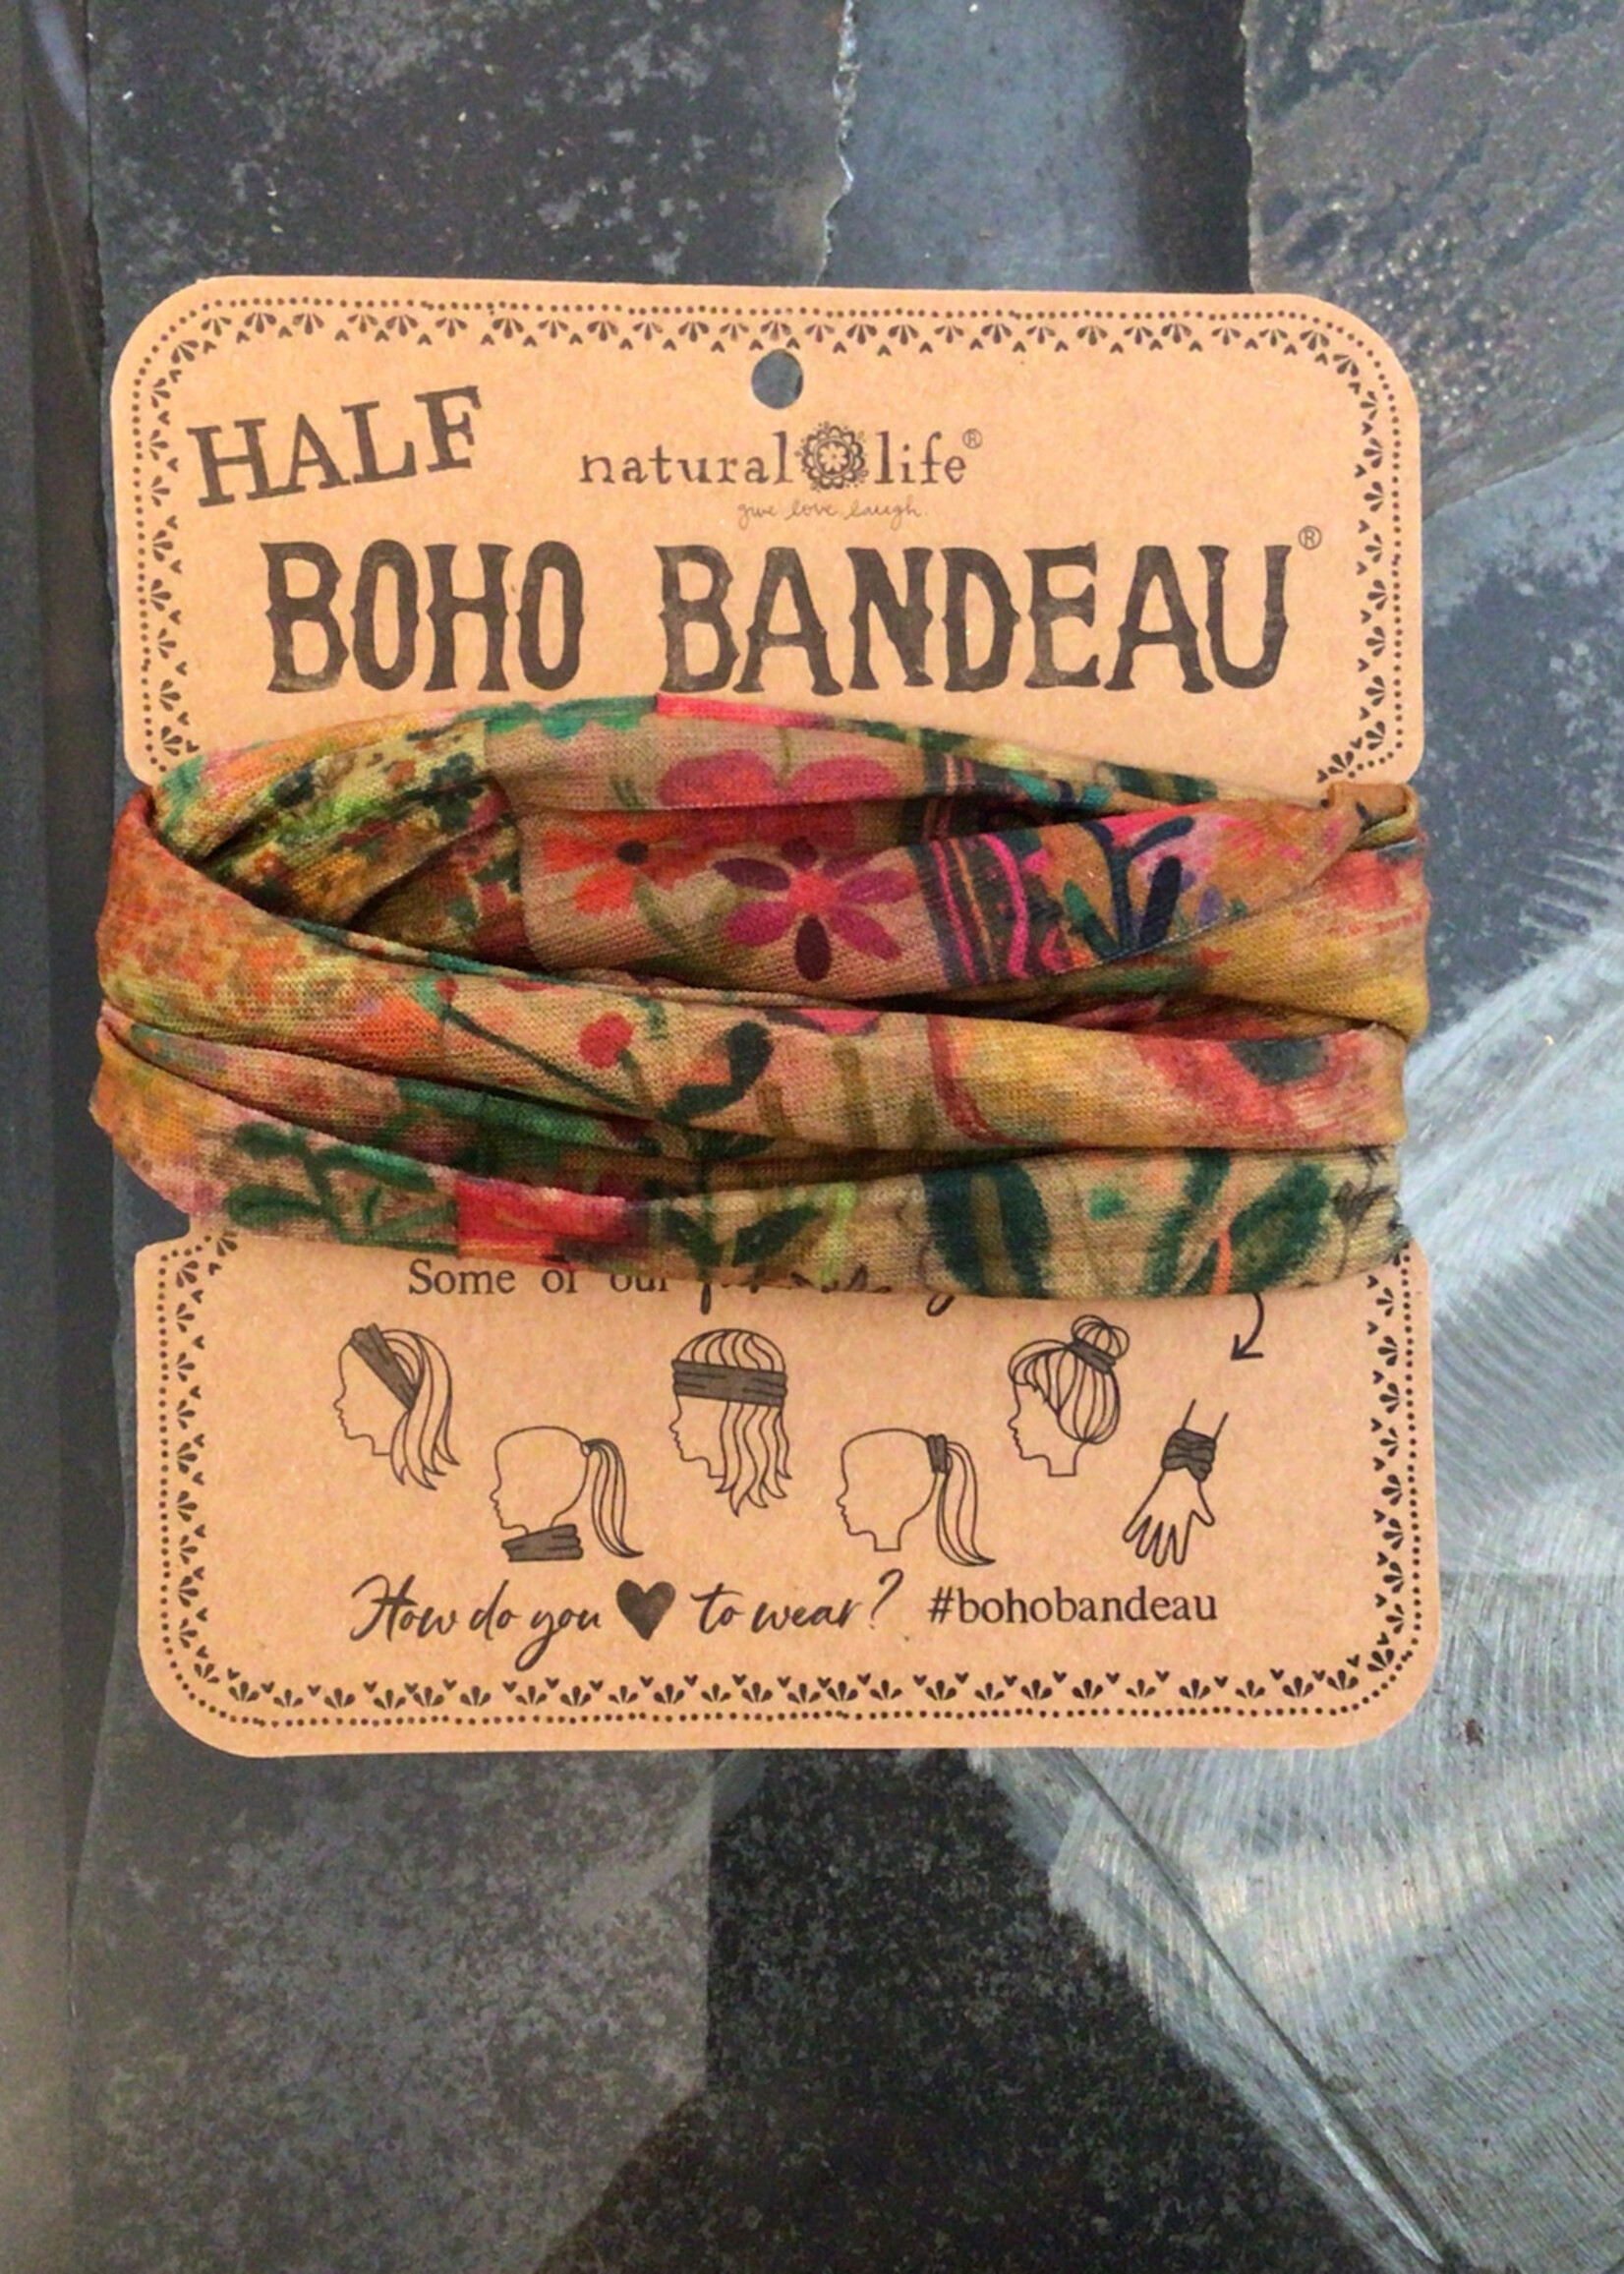 HALF
natural life®
give love laugh.
BOHO BANDEAU®
Some of our
How do you to wear? #bohobandeau